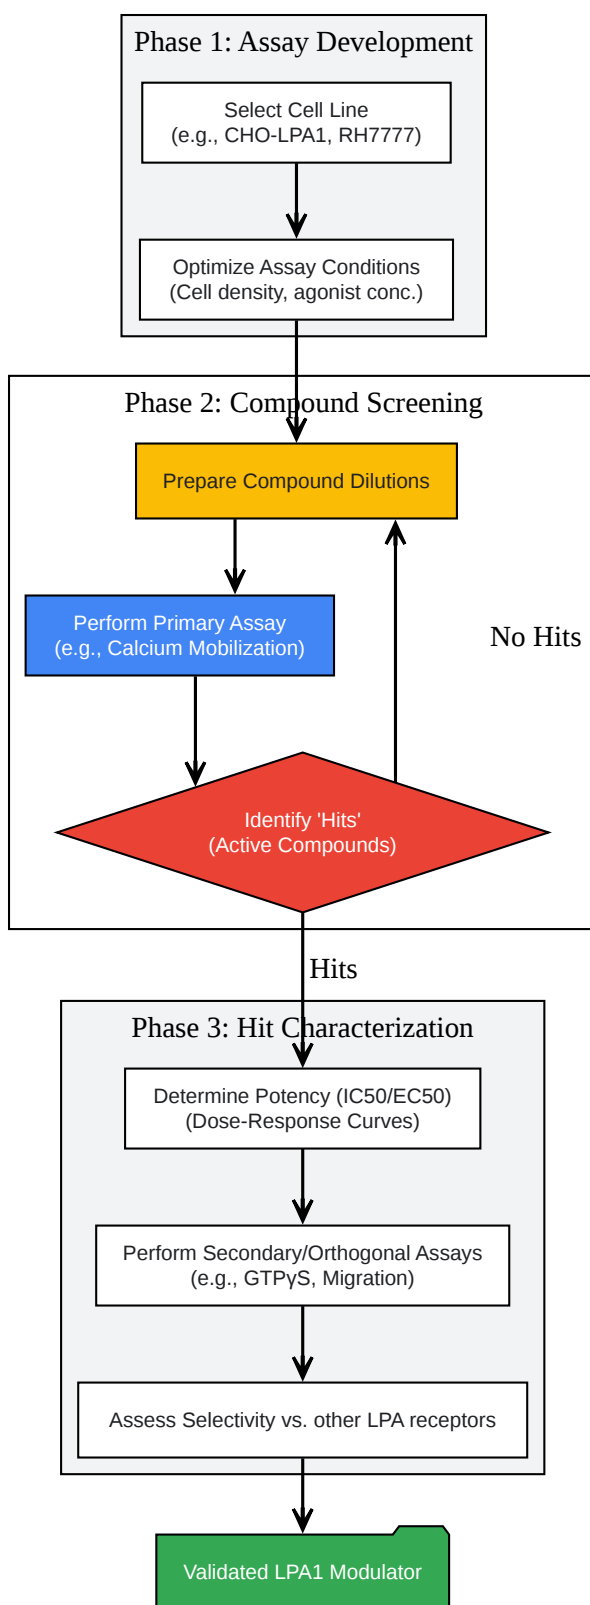 Phase 1: Assay Development
Select Cell Line
(e.g., CHO-LPA1, RH7777)
Optimize Assay Conditions
(Cell density, agonist conc.)
Phase 2: Compound Screening
Prepare Compound Dilutions
Perform Primary Assay
(e.g., Calcium Mobilization)
No Hits
Identify 'Hits'
(Active Compounds)
Hits
Phase 3: Hit Characterization
Determine Potency (IC50/EC50)
(Dose-Response Curves)
Perform Secondary/Orthogonal Assays
(e.g., GTPγS, Migration)
Assess Selectivity vs. other LPA receptors
Validated LPA1 Modulator